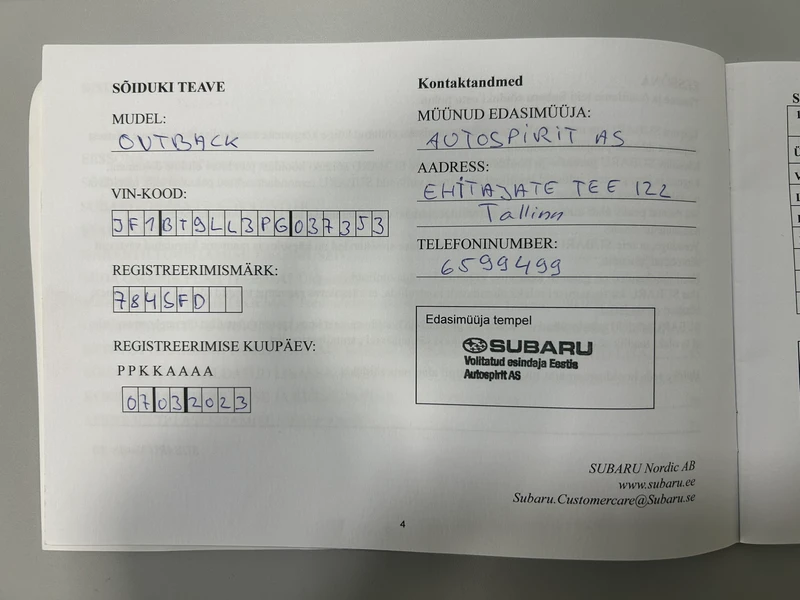 SÕIDUKI TEAVE
MUDEL:
OUTBACK
VIN-KOOD:
JF1BT9LL3PG037353
REGISTREERIMISMÄRK:
784SFD
REGISTREERIMISE KUUPÄEV:
PPKKAAAA
07032023
Kontaktandmed
MÜÜNUD EDASIMÜÜJA:
AUTOSPIRIT AS
AADRESS:
EHITAJATE TEE 122
Tallinn
TELEFONINUMBER:
6599499
Edasimüüja tempel
SUBARU
Volitatud esindaja Eestis
Autospirit AS
SUBARU Nordic AB
www.subaru.ee
Subaru.Customercare@Subaru.se
4